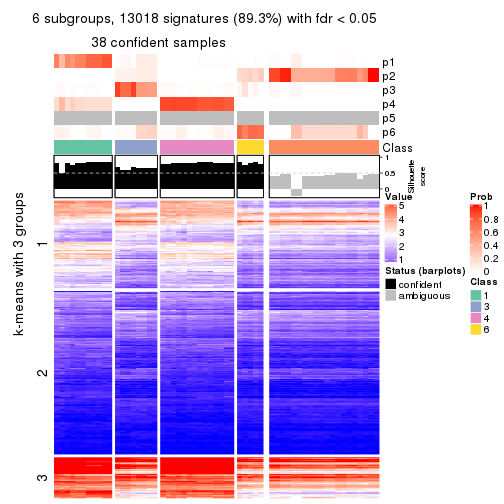 6 subgroups, 13018 signatures (89.3%) with fdr < 0.05
38 confident samples
p1
p2
p3
p4
p5
p6
Class
1
0.5
0
Silhouette
score
k-means with 3 groups
1
2
3
Value
5
4
3
2
1
Status (barplots)
confident
ambiguous
Prob
1
0.8
0.6
0.4
0.2
0
Class
1
3
4
6